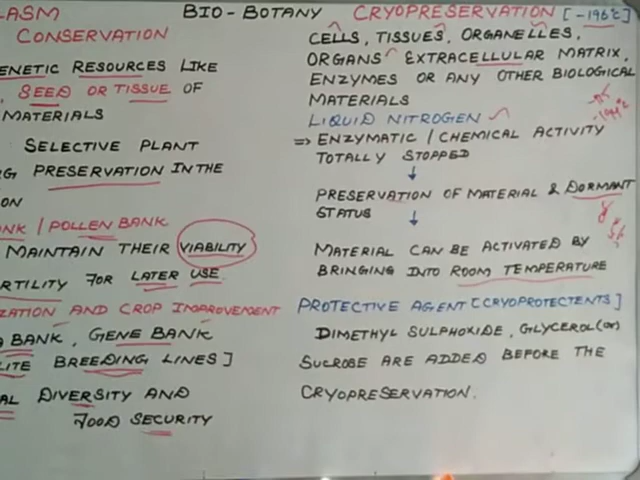 ASM BIO-BOTANY CRYOPRESERVATION [-196°C]
CONSERVATION
ENETIC RESOURCES LIKE
SEED OR TISSUE OF
MATERIALS
SELECTIVE PLANT
NG PRESERVATION IN THE
ON
NK / POLLEN BANK
MAINTAIN THEIR VIABILITY
RTILITY FOR LATER USE.
ZATION AND CROP IMPROVEMENT
BANK, GENE BANK
LITE BREEDING LINES]
AL DIVERSITY AND
FOOD SECURITY
CELLS, TISSUES, ORGANELLES,
ORGANS EXTRACELLULAR MATRIX,
ENZYMES OR ANY OTHER BIOLOGICAL
MATERIALS
LIQUID NITROGEN
⇒ ENZYMATIC / CHEMICAL ACTIVITY
TOTALLY STOPPED
↓
PRESERVATION OF MATERIAL & DORMANT
STATUS
↓
MATERIAL CAN BE ACTIVATED BY
BRINGING INTO ROOM TEMPERATURE
PROTECTIVE AGENT [CRYOPROTECTENTS]
DIMETHYL SULPHOXIDE, GLYCEROL (or)
SUCROSE ARE ADDED BEFORE THE
CRYOPRESERVATION.